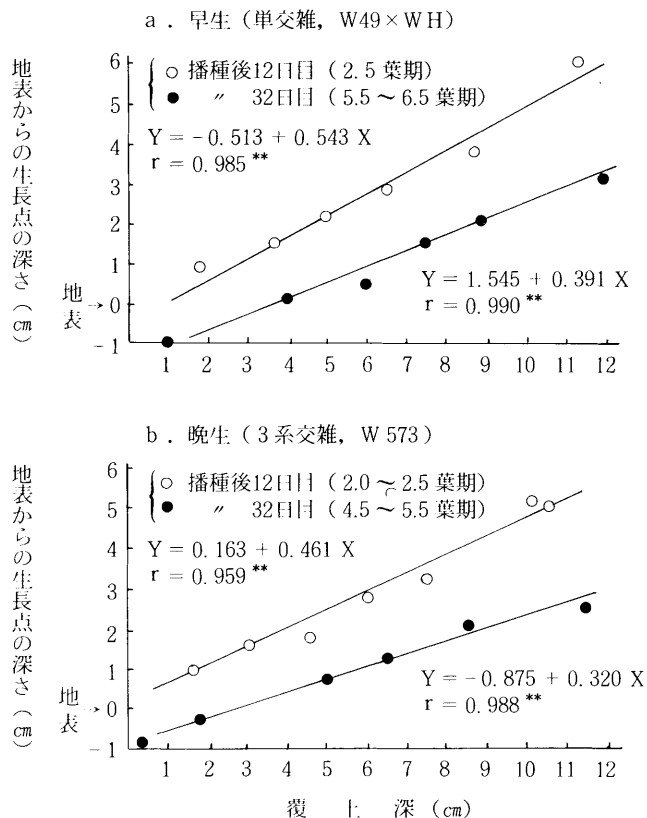 a．早生（単交雑，W49×WH）
地表からの生長点の深さ（cm）
6
5
4
3
2
1
0
-1
地表→
○ 播種後12日目（2.5葉期）
● 〃 32日目（5.5～6.5葉期）
Y＝-0.513＋0.543 X
r＝0.985**
Y＝1.545＋0.391 X
r＝0.990**
1 2 3 4 5 6 7 8 9 10 11 12
b．晩生（3系交雑，W 573）
地表からの生長点の深さ（cm）
6
5
4
3
2
1
0
-1
地表→
○ 播種後12日目（2.0～2.5葉期）
● 〃 32日目（4.5～5.5葉期）
Y＝0.163＋0.461 X
r＝0.959**
Y＝-0.875＋0.320 X
r＝0.988**
1 2 3 4 5 6 7 8 9 10 11 12
覆土深（cm）